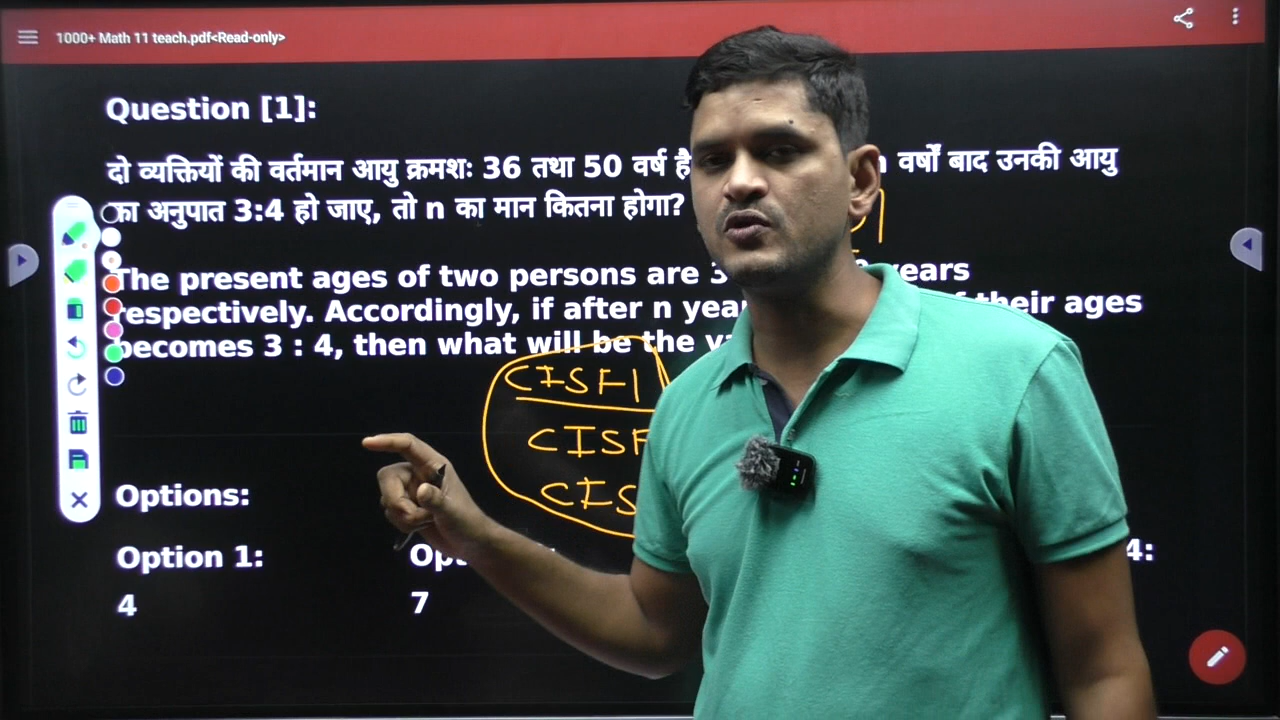 1000+ Math 11 teach.pdf<Read-only>
Question [1]:
दो व्यक्तियों की वर्तमान आयु क्रमशः 36 तथा 50 वर्ष है वर्षों बाद उनकी आयु
का अनुपात 3:4 हो जाए, तो n का मान कितना होगा?
The present ages of two persons are years
respectively. Accordingly, if after n their ages
becomes 3 : 4, then what will be the
CISF
CISF
CIS
Options:
Option 1: 4:
4 7